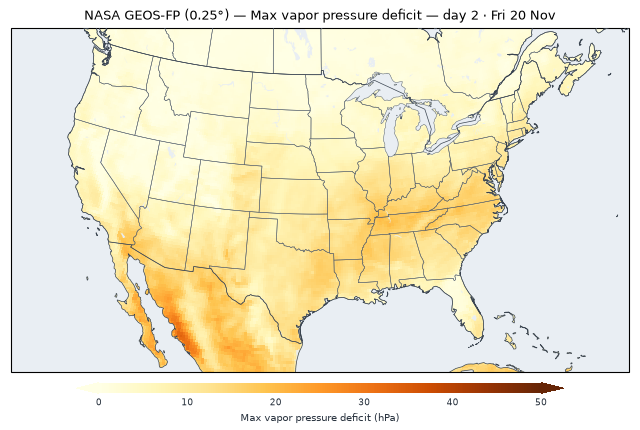 NASA GEOS-FP (0.25°) — Max vapor pressure deficit — day 2 · Fri 20 Nov
0 10 20 30 40 50
Max vapor pressure deficit (hPa)